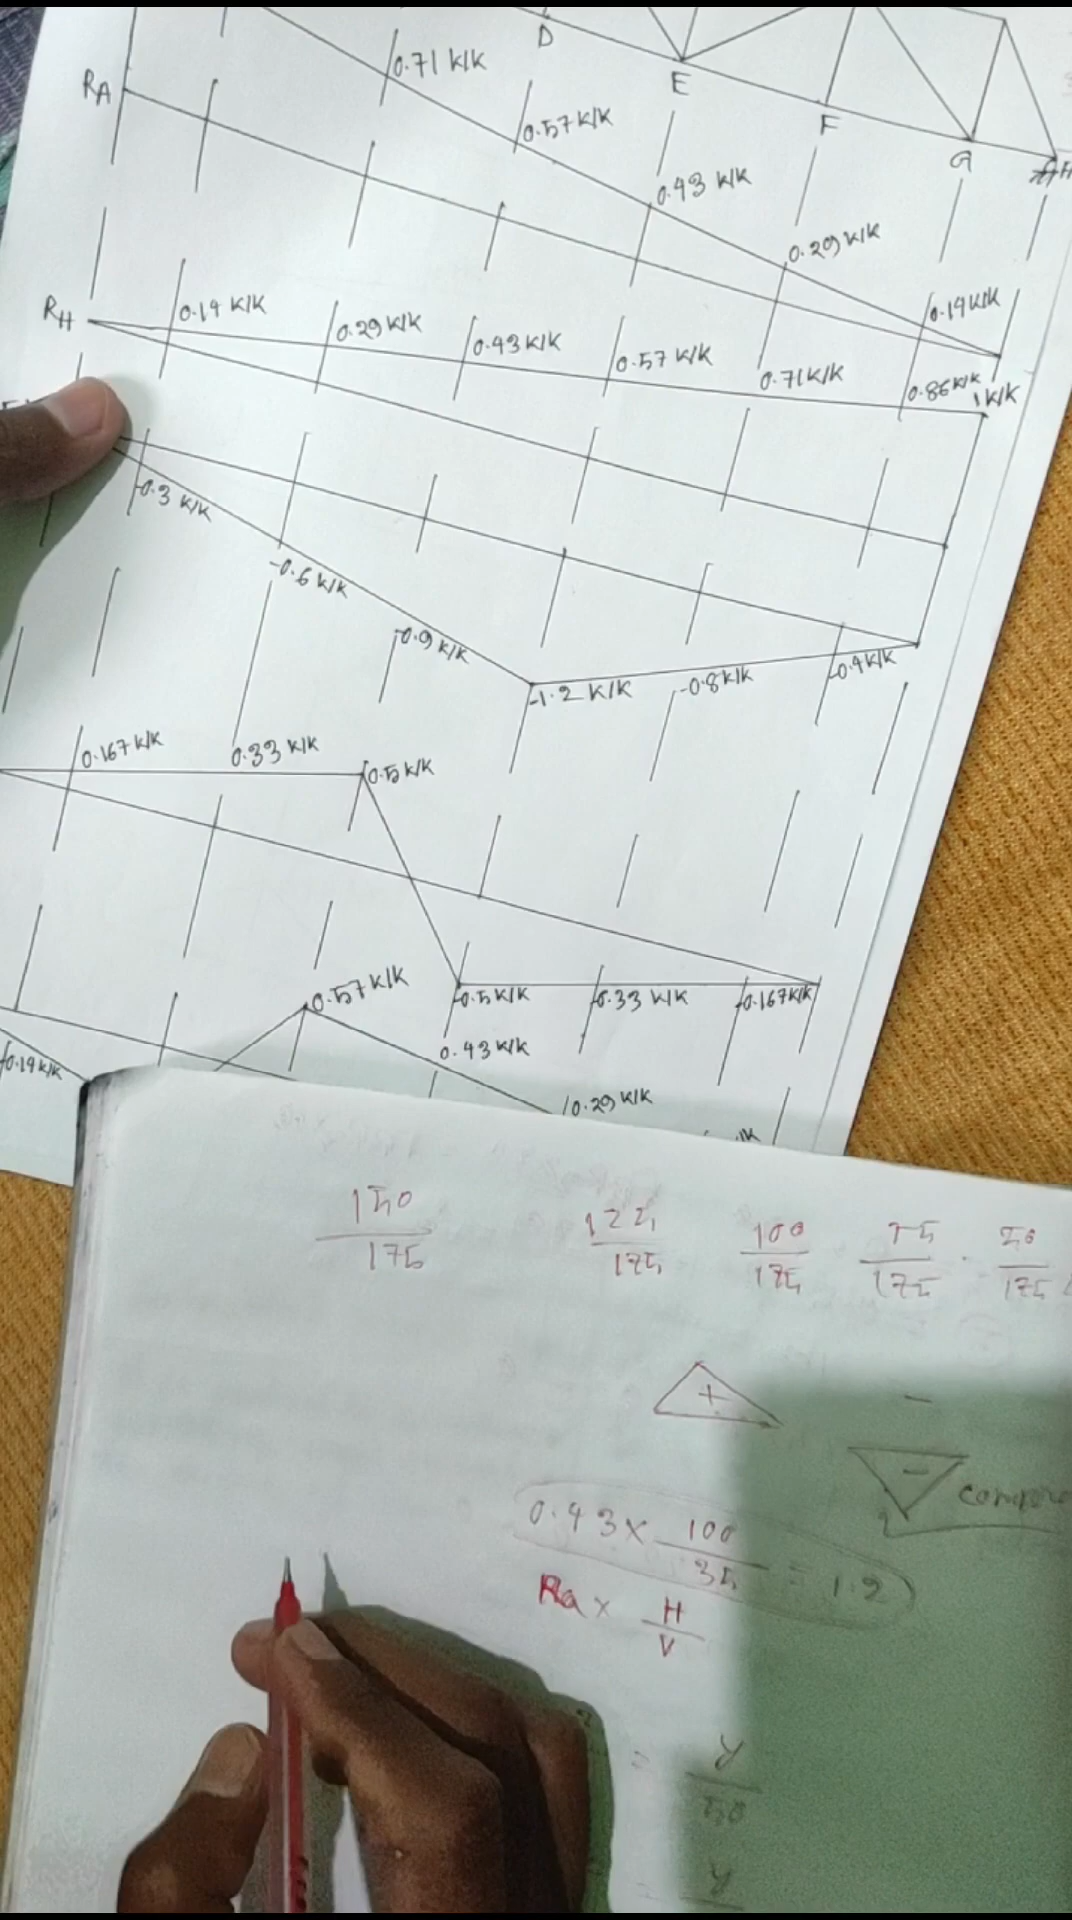 D
E
F
G
RA
0.71 k/k
0.57 k/k
0.43 k/k
0.29 k/k
0.14 k/k
RH
0.14 k/k
0.29 k/k
0.43 k/k
0.57 k/k
0.71 k/k
0.86 k/k
1 k/k
-0.3 k/k
-0.6 k/k
-0.9 k/k
-1.2 k/k
-0.8 k/k
-0.4 k/k
0.167 k/k
0.33 k/k
0.5 k/k
-0.5 k/k
-0.33 k/k
-0.167 k/k
-0.14 k/k
0.57 k/k
0.43 k/k
0.29 k/k
150/175 125/175 100/175 75/175 50/175
+
-
-
0.43 × 100/35 = 1.2
Ra × H/V
= y/50
= y